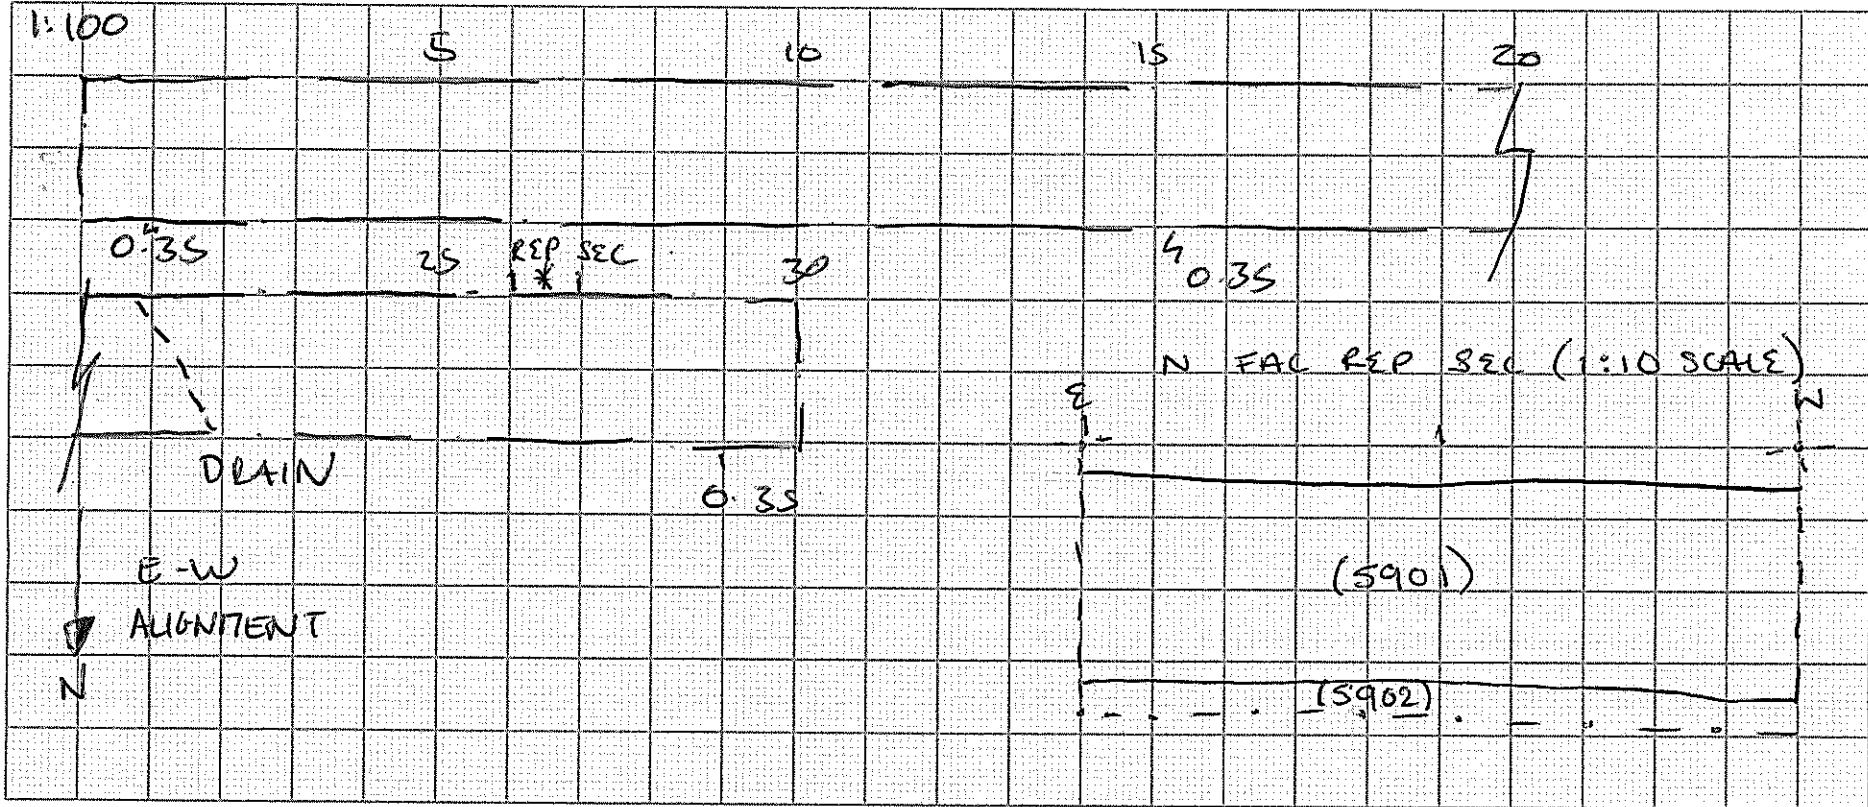 1:100
5 10 15 20
0.35
25 REP SEC 30
*
0.35
N FAC REP SEC (1:10 SCALE)
E W
DRAIN
0.35
(5901)
E-W
ALIGNMENT
N
(5902)